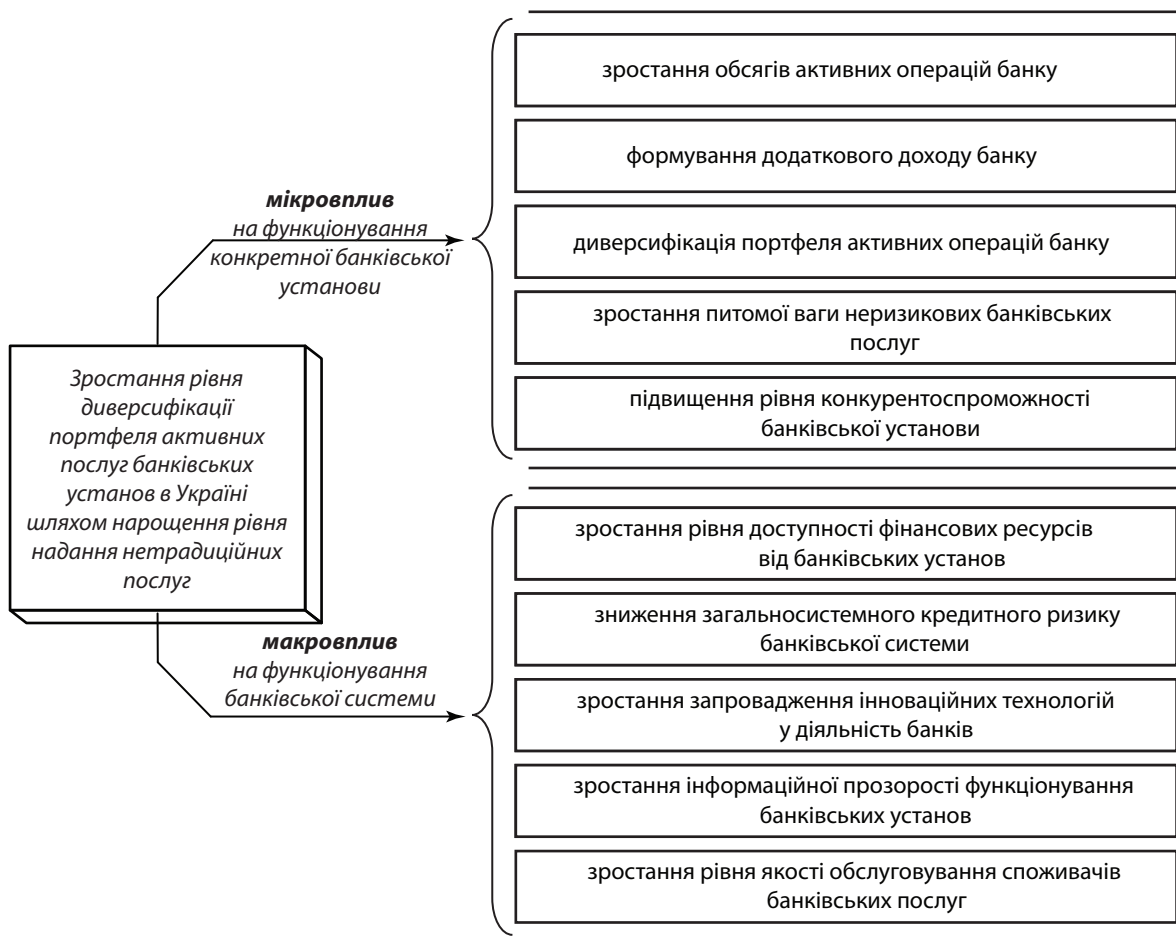 Зростання рівня
диверсифікації
портфеля активних
послуг банківських
установ в Україні
шляхом нарощення рівня
надання нетрадиційних
послуг
мікровплив
на функціонування
конкретної банківської
установи
зростання обсягів активних операцій банку
формування додаткового доходу банку
диверсифікація портфеля активних операцій банку
зростання питомої ваги неризикових банківських
послуг
підвищення рівня конкурентоспроможності
банківської установи
макровплив
на функціонування
банківської системи
зростання рівня доступності фінансових ресурсів
від банківських установ
зниження загальносистемного кредитного ризику
банківської системи
зростання запровадження інноваційних технологій
у діяльність банків
зростання інформаційної прозорості функціонування
банківських установ
зростання рівня якості обслуговування споживачів
банківських послуг